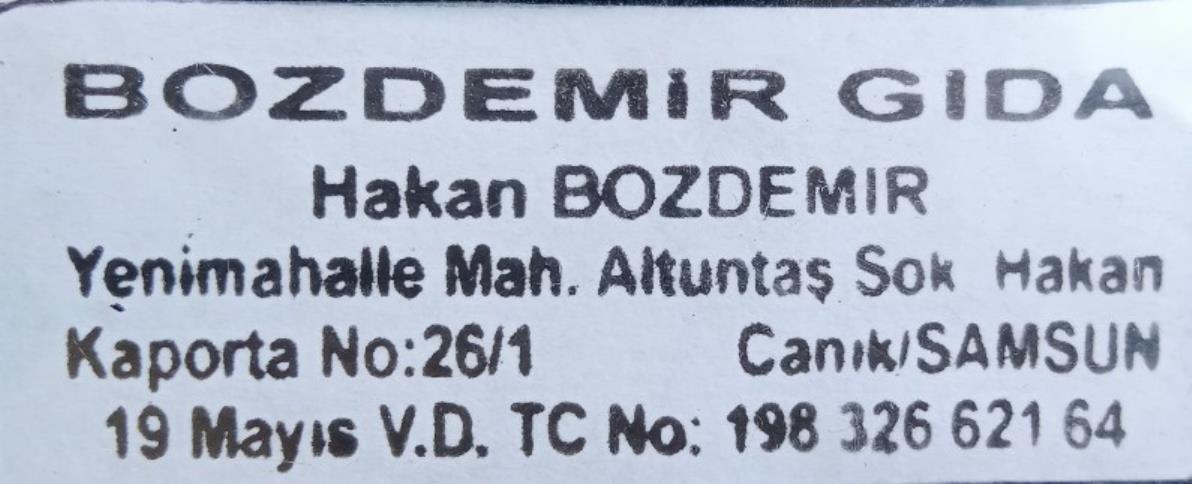 BOZDEMİR GIDA
Hakan BOZDEMIR
Yenimahalle Mah. Altuntaş Sok Hakan
Kaporta No:26/1 Canık/SAMSUN
19 Mayıs V.D. TC No: 198 326 621 64